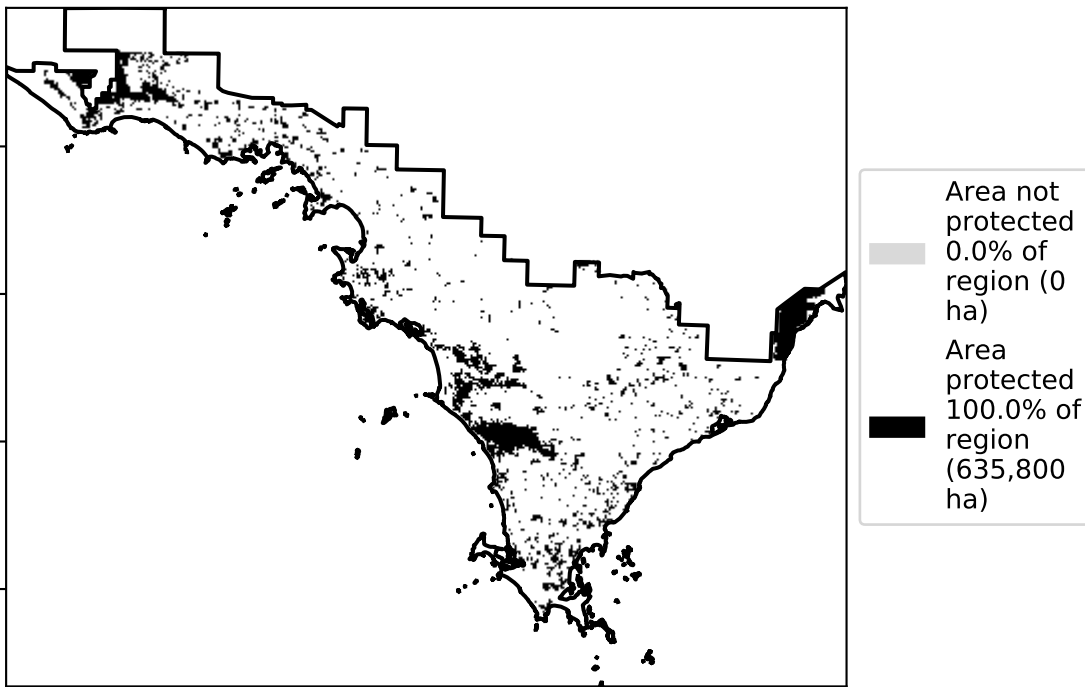 Area not
protected
0.0% of
region (0
ha)
Area
protected
100.0% of
region
(635,800
ha)